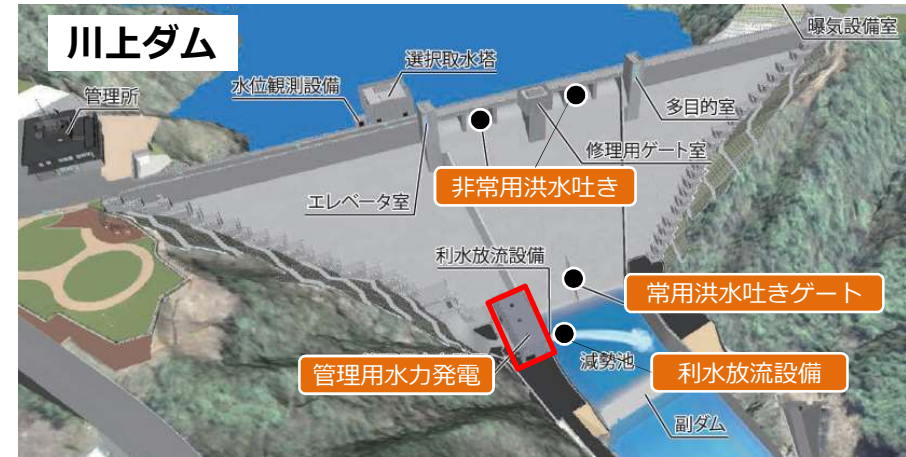 川上ダム
曝気設備室
選択取水塔
水位観測設備
管理所
多目的室
修理用ゲート室
非常用洪水吐き
エレベータ室
利水放流設備
常用洪水吐きゲート
管理用水力発電
減勢池
利水放流設備
副ダム